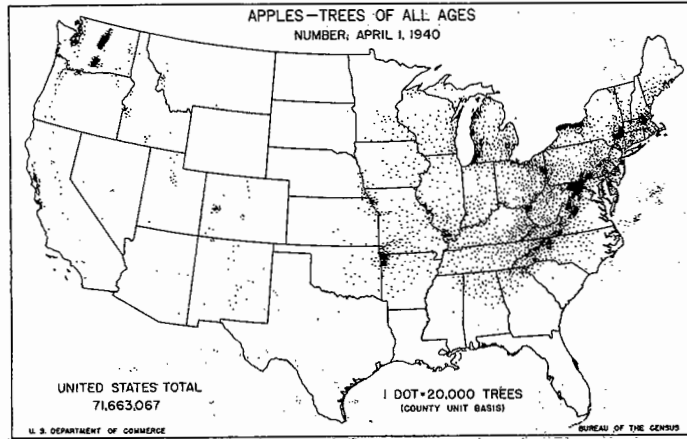 APPLES—TREES OF ALL AGES
NUMBER, APRIL 1, 1940
UNITED STATES TOTAL
71,663,067
1 DOT=20,000 TREES
(COUNTY UNIT BASIS)
U. S. DEPARTMENT OF COMMERCE
BUREAU OF THE CENSUS